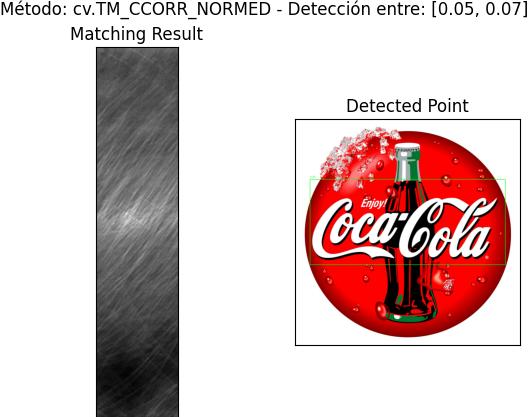 Método: cv.TM_CCORR_NORMED - Detección entre: [0.05, 0.07]
Matching Result
Detected Point
Enjoy!
Coca-Cola